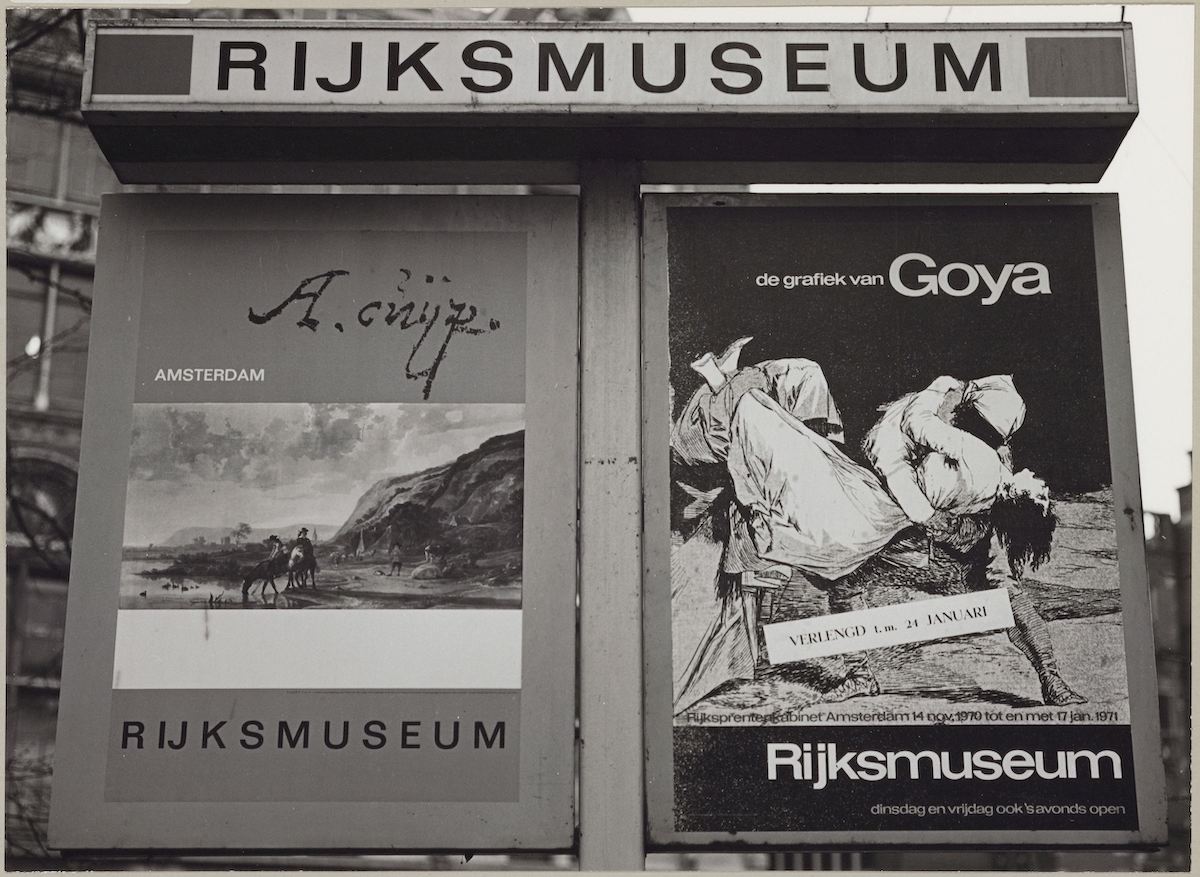 RIJKSMUSEUM
A. cuijp.
AMSTERDAM
RIJKSMUSEUM
de grafiek van Goya
VERLENGD t.m. 24 JANUARI
Rijksprentenkabinet Amsterdam 14 nov. 1970 tot en met 17 jan. 1971
Rijksmuseum
dinsdag en vrijdag ook 's avonds open